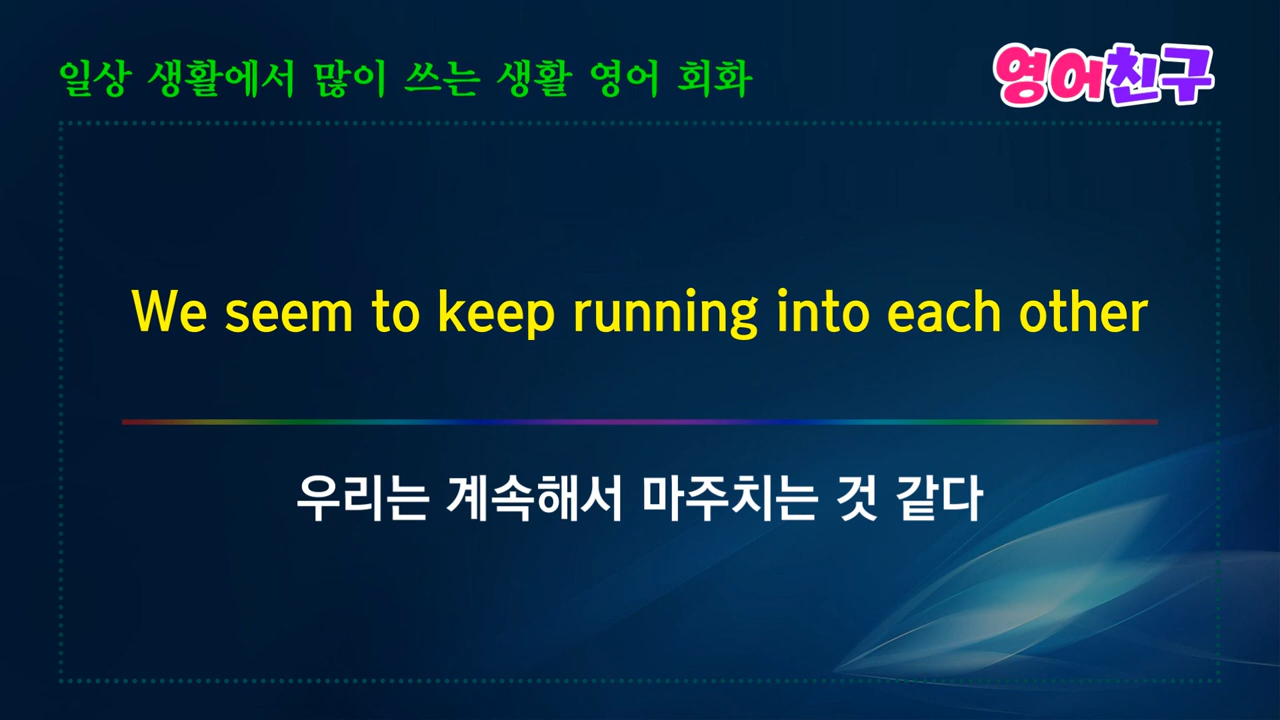 일상 생활에서 많이 쓰는 생활 영어 회화
영어친구
We seem to keep running into each other
우리는 계속해서 마주치는 것 같다